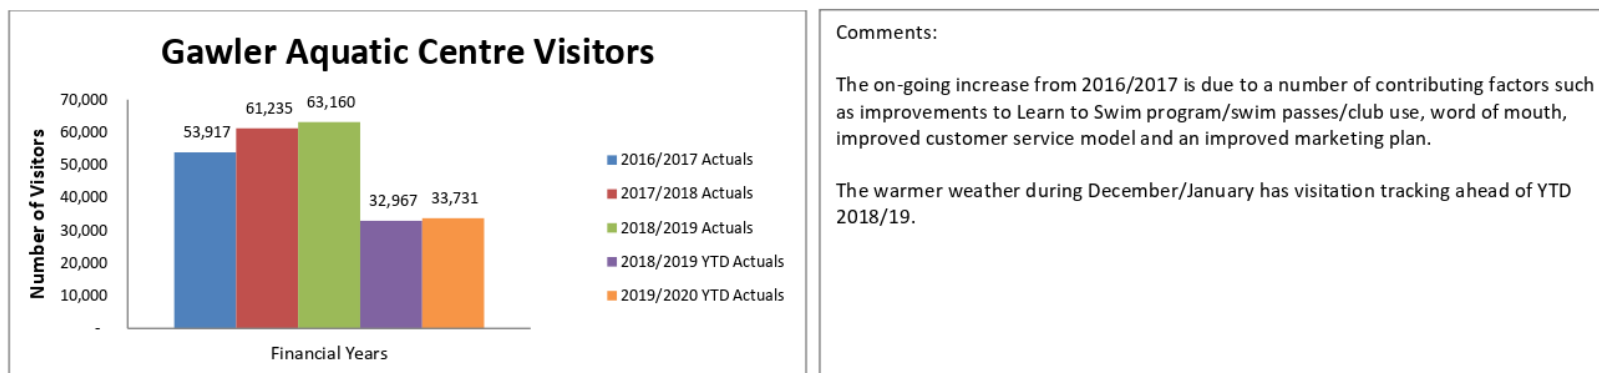 Gawler Aquatic Centre Visitors
Number of Visitors
70,000
60,000
50,000
40,000
30,000
20,000
10,000
-
53,917
61,235
63,160
32,967
33,731
Financial Years
2016/2017 Actuals
2017/2018 Actuals
2018/2019 Actuals
2018/2019 YTD Actuals
2019/2020 YTD Actuals
Comments:
The on-going increase from 2016/2017 is due to a number of contributing factors such
as improvements to Learn to Swim program/swim passes/club use, word of mouth,
improved customer service model and an improved marketing plan.
The warmer weather during December/January has visitation tracking ahead of YTD
2018/19.